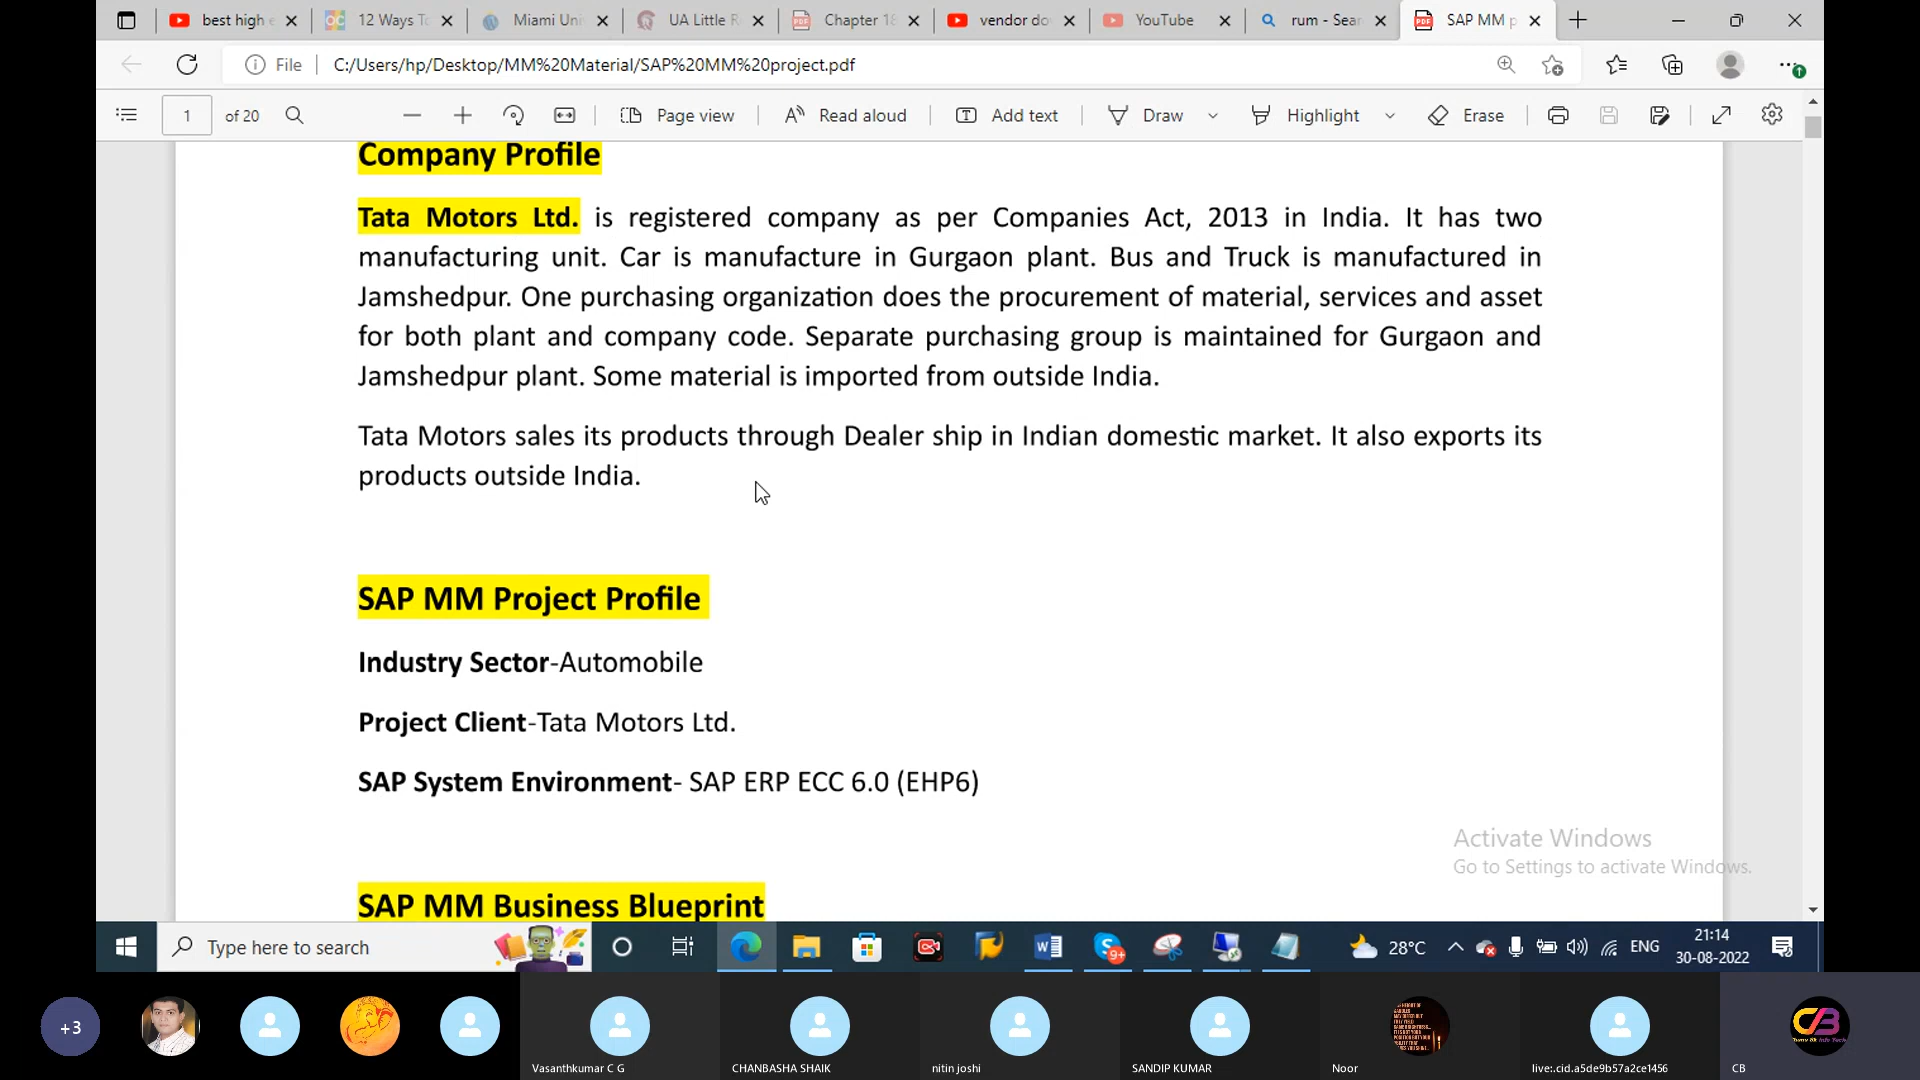 best high e
12 Ways T
Miami Uni
UA Little R
Chapter 18
vendor do
YouTube
rum - Sear
SAP MM p
File
C:/Users/hp/Desktop/MM%20Material/SAP%20MM%20project.pdf
1 of 20
Page view
Read aloud
Add text
Draw
Highlight
Erase
Company Profile
Tata Motors Ltd. is registered company as per Companies Act, 2013 in India. It has two
manufacturing unit. Car is manufacture in Gurgaon plant. Bus and Truck is manufactured in
Jamshedpur. One purchasing organization does the procurement of material, services and asset
for both plant and company code. Separate purchasing group is maintained for Gurgaon and
Jamshedpur plant. Some material is imported from outside India.
Tata Motors sales its products through Dealer ship in Indian domestic market. It also exports its
products outside India.
SAP MM Project Profile
Industry Sector-Automobile
Project Client-Tata Motors Ltd.
SAP System Environment- SAP ERP ECC 6.0 (EHP6)
Activate Windows
Go to Settings to activate Windows.
SAP MM Business Blueprint
Type here to search
9+
28°C
ENG
21:14
30-08-2022
+3
Vasanthkumar C G
CHANBASHA SHAIK
nitin joshi
SANDIP KUMAR
Noor
live:.cid.a5de9b57a2ce1456
CB